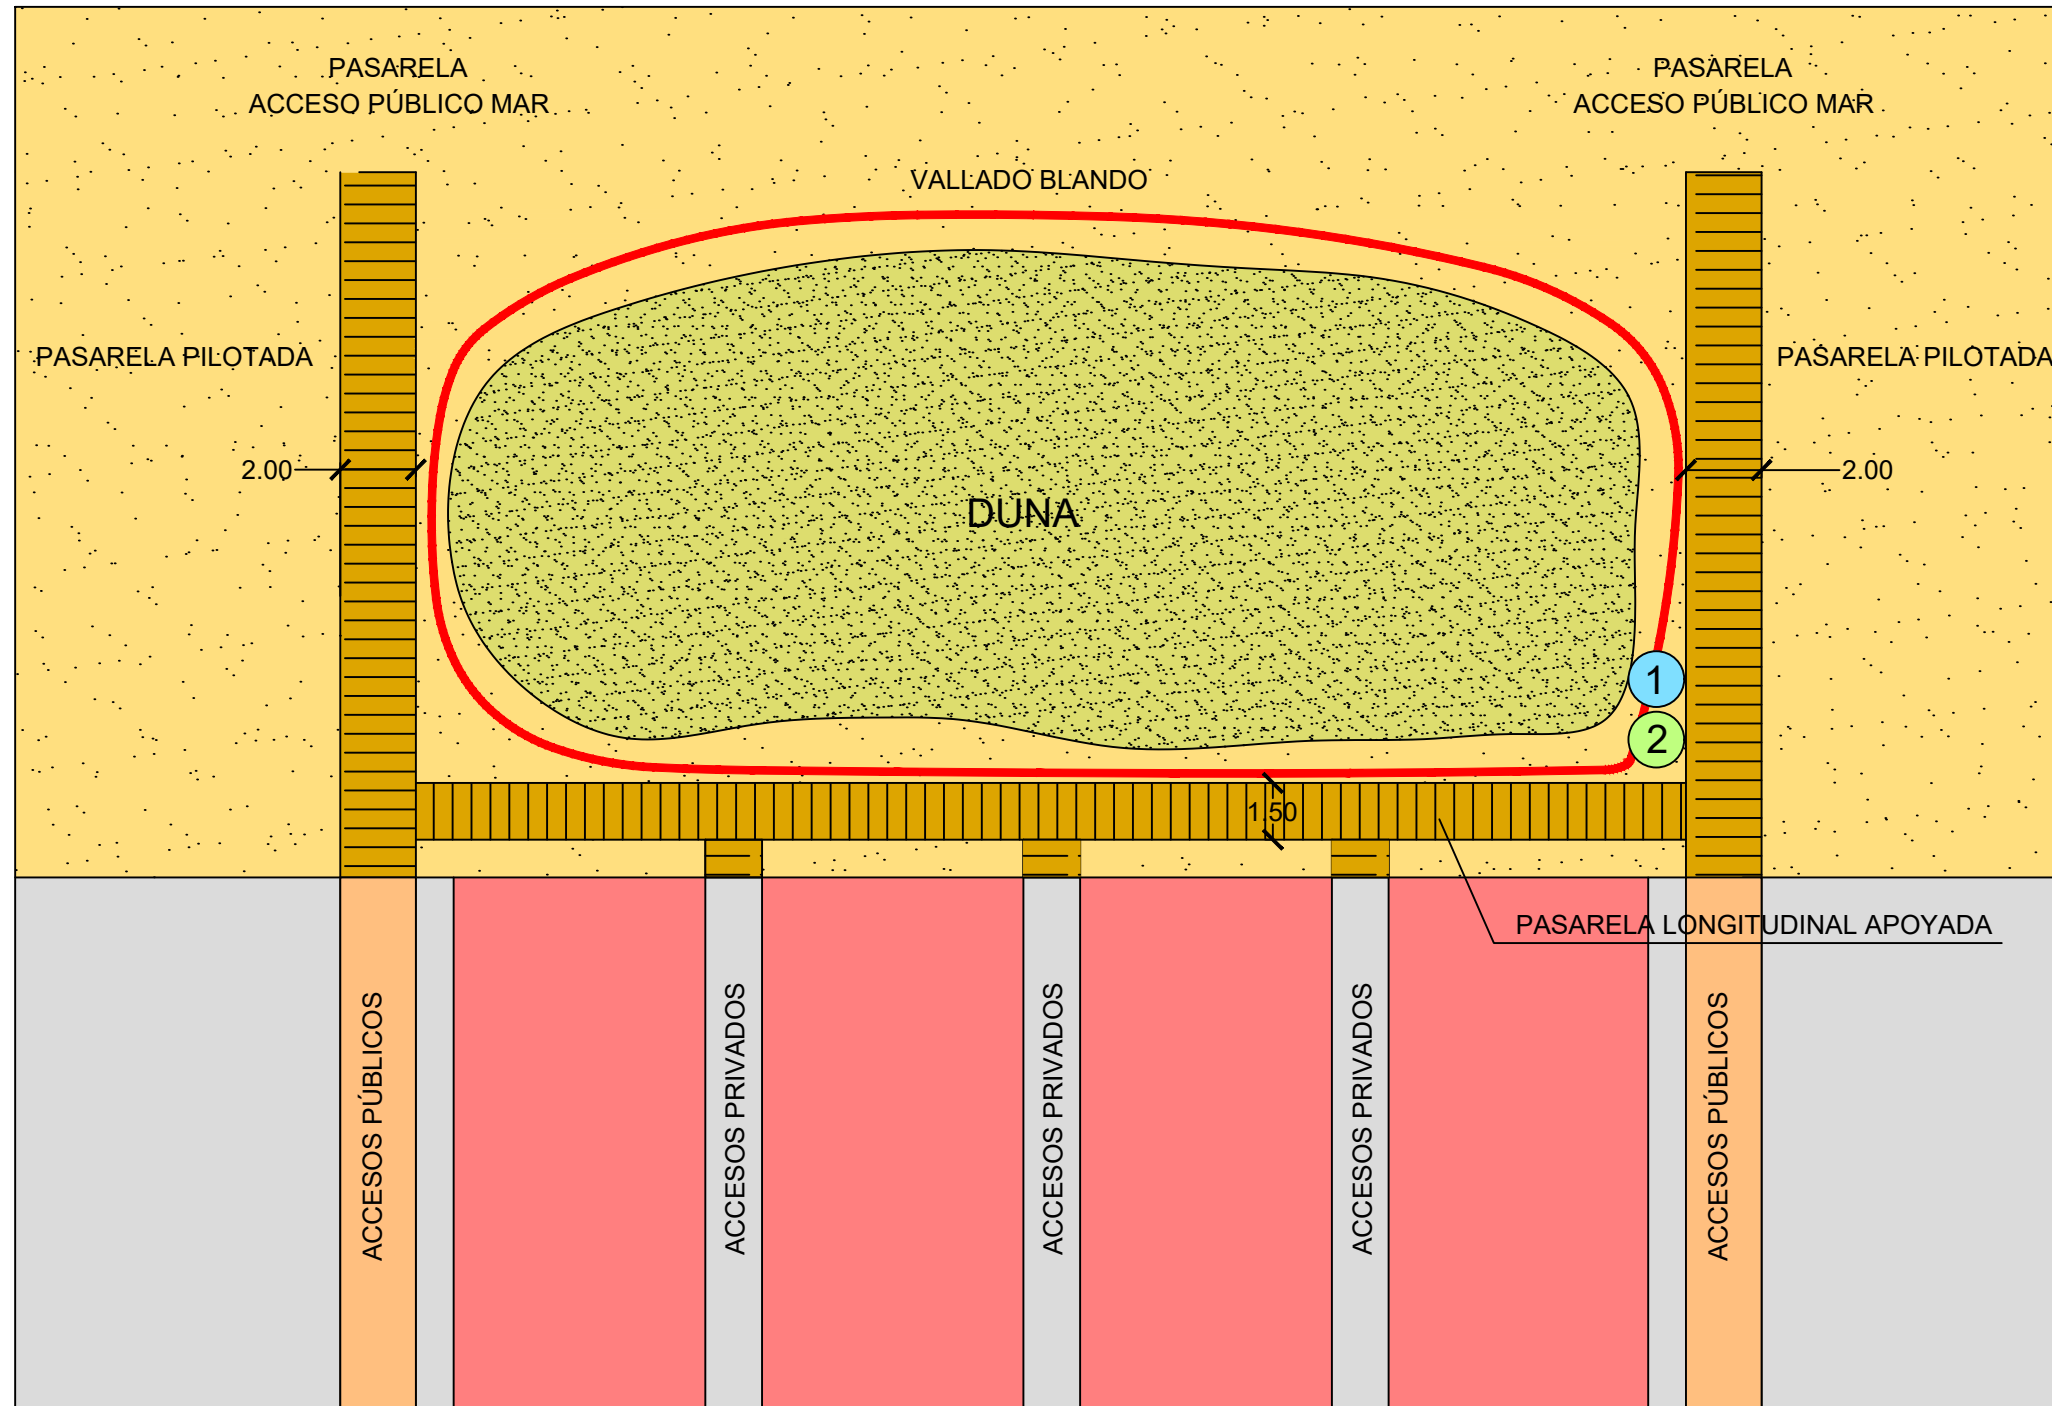 PASARELA
ACCESO PÚBLICO MAR
PASARELA
ACCESO PÚBLICO MAR
VALLADO BLANDO
PASARELA PILOTADA
PASARELA PILOTADA
2.00
2.00
DUNA
1
2
1.50
PASARELA LONGITUDINAL APOYADA
ACCESOS PÚBLICOS
ACCESOS PRIVADOS
ACCESOS PRIVADOS
ACCESOS PRIVADOS
ACCESOS PÚBLICOS